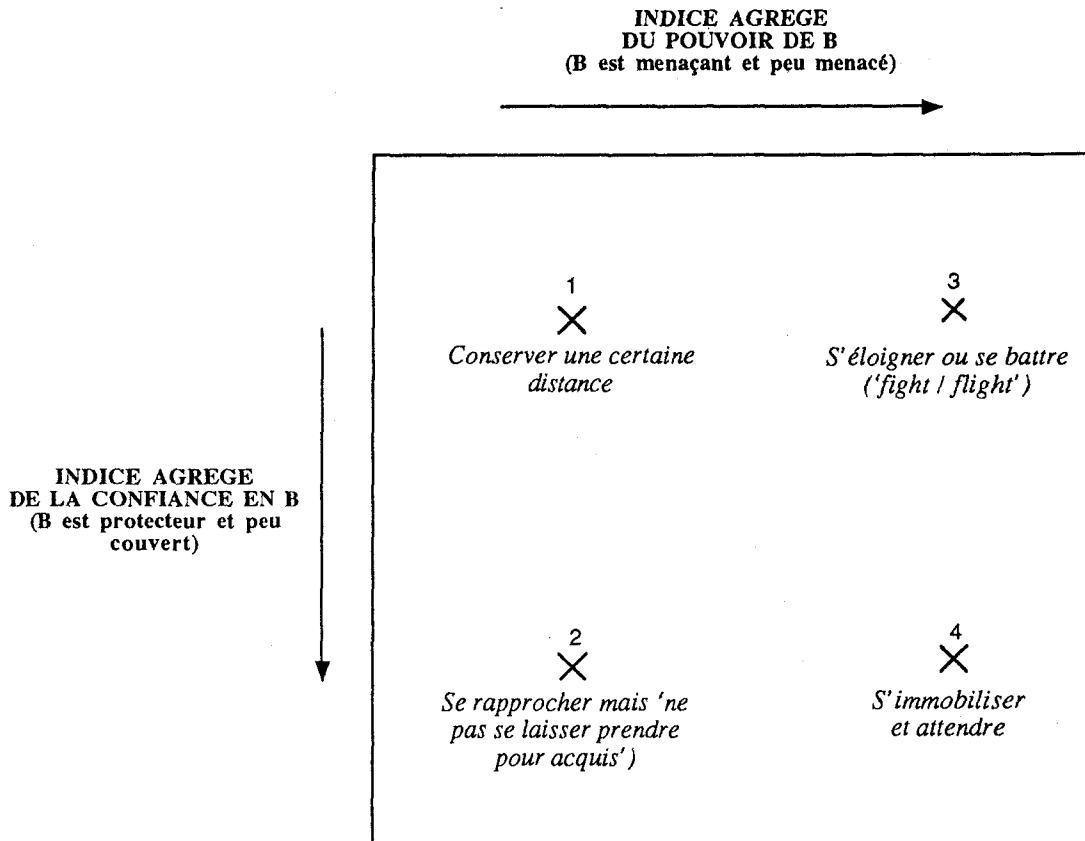 INDICE AGREGE
DU POUVOIR DE B
(B est menaçant et peu menacé)
1
Conserver une certaine
distance
3
S'éloigner ou se battre
('fight / flight')
INDICE AGREGE
DE LA CONFIANCE EN B
(B est protecteur et peu
couvert)
2
Se rapprocher mais 'ne
pas se laisser prendre
pour acquis')
4
S'immobiliser
et attendre